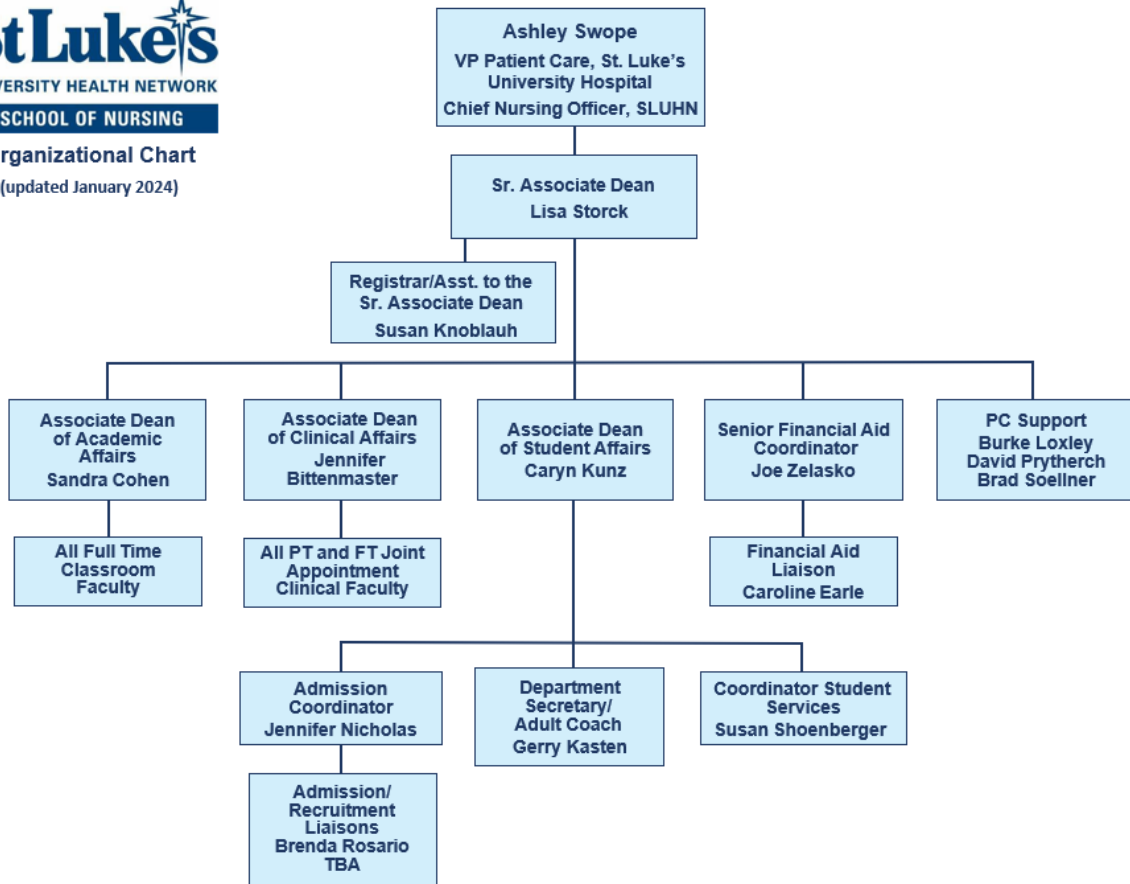 St Luke's
VERSITY HEALTH NETWORK
SCHOOL OF NURSING
rganizational Chart
(updated January 2024)
Ashley Swope
VP Patient Care, St. Luke's
University Hospital
Chief Nursing Officer, SLUHN
Sr. Associate Dean
Lisa Storck
Registrar/Asst. to the
Sr. Associate Dean
Susan Knoblauh
Associate Dean
of Academic
Affairs
Sandra Cohen
Associate Dean
of Clinical Affairs
Jennifer
Bittenmaster
Associate Dean
of Student Affairs
Caryn Kunz
Senior Financial Aid
Coordinator
Joe Zelasko
PC Support
Burke Loxley
David Prytherch
Brad Soellner
All Full Time
Classroom
Faculty
All PT and FT Joint
Appointment
Clinical Faculty
Financial Aid
Liaison
Caroline Earle
Admission
Coordinator
Jennifer Nicholas
Department
Secretary/
Adult Coach
Gerry Kasten
Coordinator Student
Services
Susan Shoenberger
Admission/
Recruitment
Liaisons
Brenda Rosario
TBA